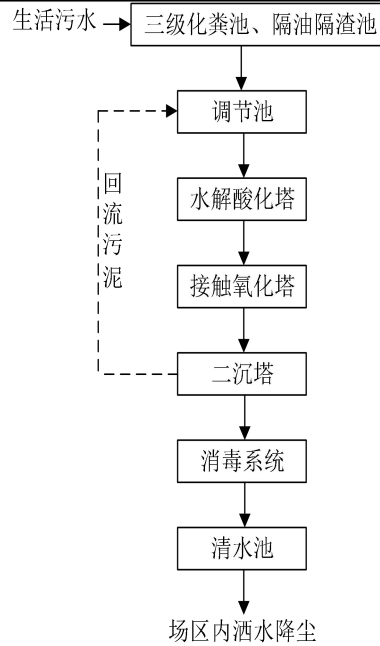 生活污水
三级化粪池、隔油隔渣池
调节池
回流污泥
水解酸化塔
接触氧化塔
二沉塔
消毒系统
清水池
场区内洒水降尘